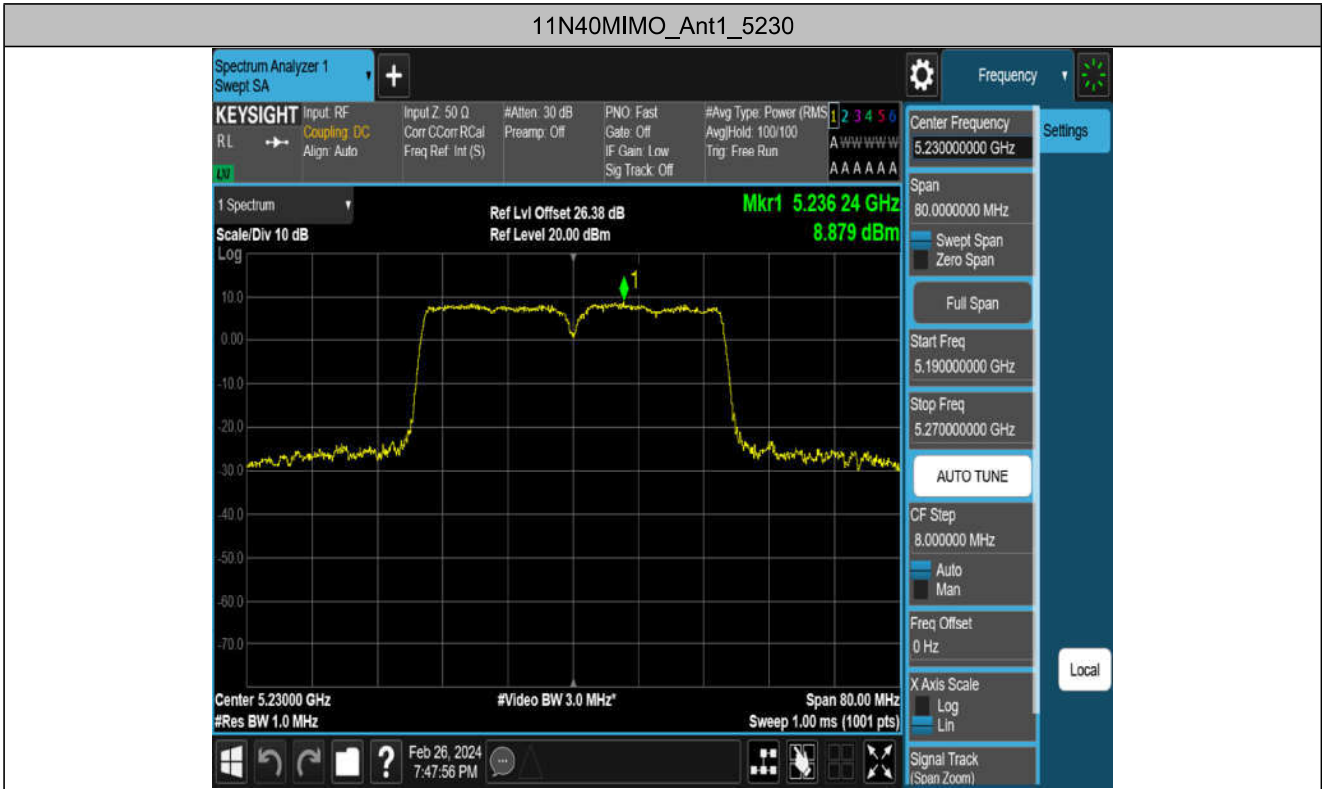 11N40MIMO_Ant1_5230
Spectrum Analyzer 1
Swept SA
+
Frequency
KEYSIGHT
RL
LXI
Input: RF
Coupling: DC
Align: Auto
Input Z: 50 Ω
Corr CCorr RCal
Freq Ref: Int (S)
#Atten: 30 dB
Preamp: Off
PNO: Fast
Gate: Off
IF Gain: Low
Sig Track: Off
#Avg Type: Power (RMS
Avg|Hold: 100/100
Trig: Free Run
1 2 3 4 5 6
A W W W W W
A A A A A A
1 Spectrum
Scale/Div 10 dB
Log
Ref Lvl Offset 26.38 dB
Ref Level 20.00 dBm
Mkr1 5.236 24 GHz
8.879 dBm
1
10.0
0.00
-10.0
-20.0
-30.0
-40.0
-50.0
-60.0
-70.0
Center 5.23000 GHz
#Res BW 1.0 MHz
#Video BW 3.0 MHz*
Span 80.00 MHz
Sweep 1.00 ms (1001 pts)
?
Feb 26, 2024
7:47:56 PM
Center Frequency
5.230000000 GHz
Settings
Span
80.0000000 MHz
Swept Span
Zero Span
Full Span
Start Freq
5.190000000 GHz
Stop Freq
5.270000000 GHz
AUTO TUNE
CF Step
8.000000 MHz
Auto
Man
Freq Offset
0 Hz
X Axis Scale
Log
Lin
Local
Signal Track
(Span Zoom)